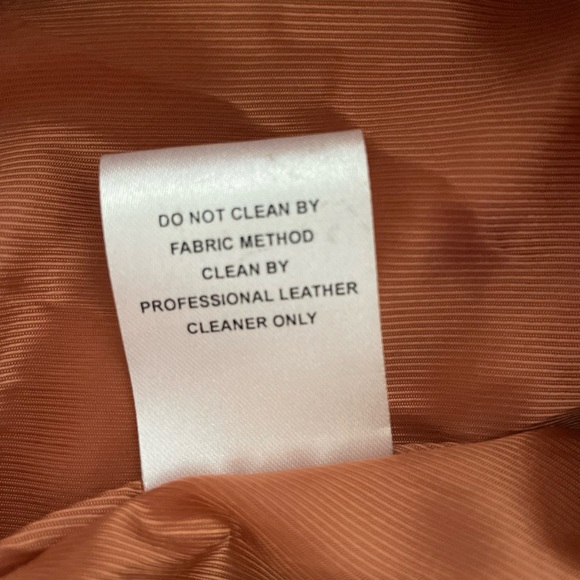 DO NOT CLEAN BY
FABRIC METHOD
CLEAN BY
PROFESSIONAL LEATHER
CLEANER ONLY